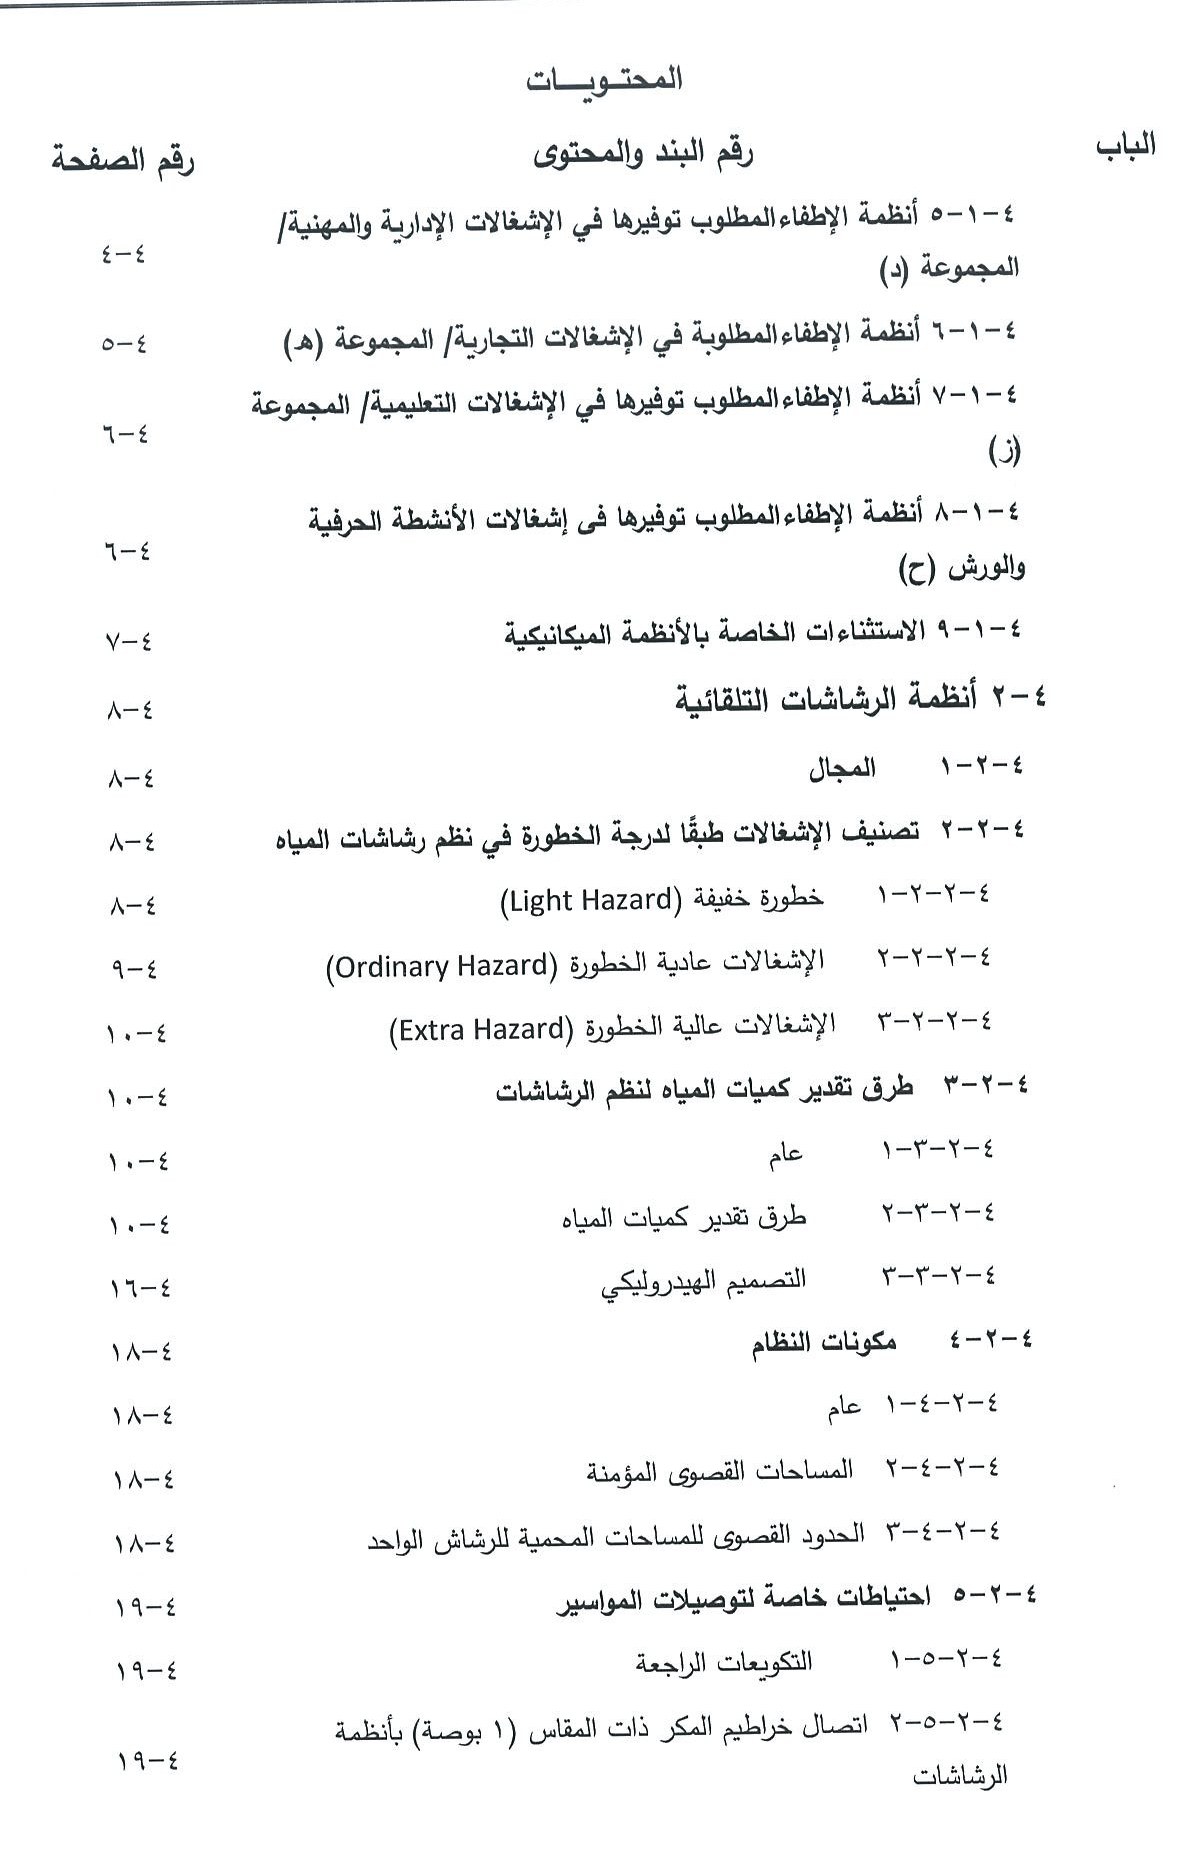 المحتويـــات
الباب رقم البند والمحتوى رقم الصفحة
٤-١-٥ أنظمة الإطفاء المطلوب توفيرها في الإشغالات الإدارية والمهنية/
المجموعة (د) ٤-٤
٤-١-٦ أنظمة الإطفاء المطلوبة في الإشغالات التجارية/ المجموعة (هـ) ٤-٥
٤-١-٧ أنظمة الإطفاء المطلوب توفيرها في الإشغالات التعليمية/ المجموعة
(ز) ٤-٦
٤-١-٨ أنظمة الإطفاء المطلوب توفيرها فى إشغالات الأنشطة الحرفية
والورش (ح) ٤-٦
٤-١-٩ الاستثناءات الخاصة بالأنظمة الميكانيكية ٤-٧
٤-٢ أنظمة الرشاشات التلقائية ٤-٨
٤-٢-١ المجال ٤-٨
٤-٢-٢ تصنيف الإشغالات طبقًا لدرجة الخطورة في نظم رشاشات المياه ٤-٨
٤-٢-٢-١ خطورة خفيفة (Light Hazard) ٤-٨
٤-٢-٢-٢ الإشغالات عادية الخطورة (Ordinary Hazard) ٤-٩
٤-٢-٢-٣ الإشغالات عالية الخطورة (Extra Hazard) ٤-١٠
٤-٢-٣ طرق تقدير كميات المياه لنظم الرشاشات ٤-١٠
٤-٢-٣-١ عام ٤-١٠
٤-٢-٣-٢ طرق تقدير كميات المياه ٤-١٠
٤-٢-٣-٣ التصميم الهيدروليكي ٤-١٦
٤-٢-٤ مكونات النظام ٤-١٨
٤-٢-٤-١ عام ٤-١٨
٤-٢-٤-٢ المساحات القصوى المؤمنة ٤-١٨
٤-٢-٤-٣ الحدود القصوى للمساحات المحمية للرشاش الواحد ٤-١٨
٤-٢-٥ احتياطات خاصة لتوصيلات المواسير ٤-١٩
٤-٢-٥-١ التكويعات الراجعة ٤-١٩
٤-٢-٥-٢ اتصال خراطيم المكر ذات المقاس (١ بوصة) بأنظمة
الرشاشات ٤-١٩